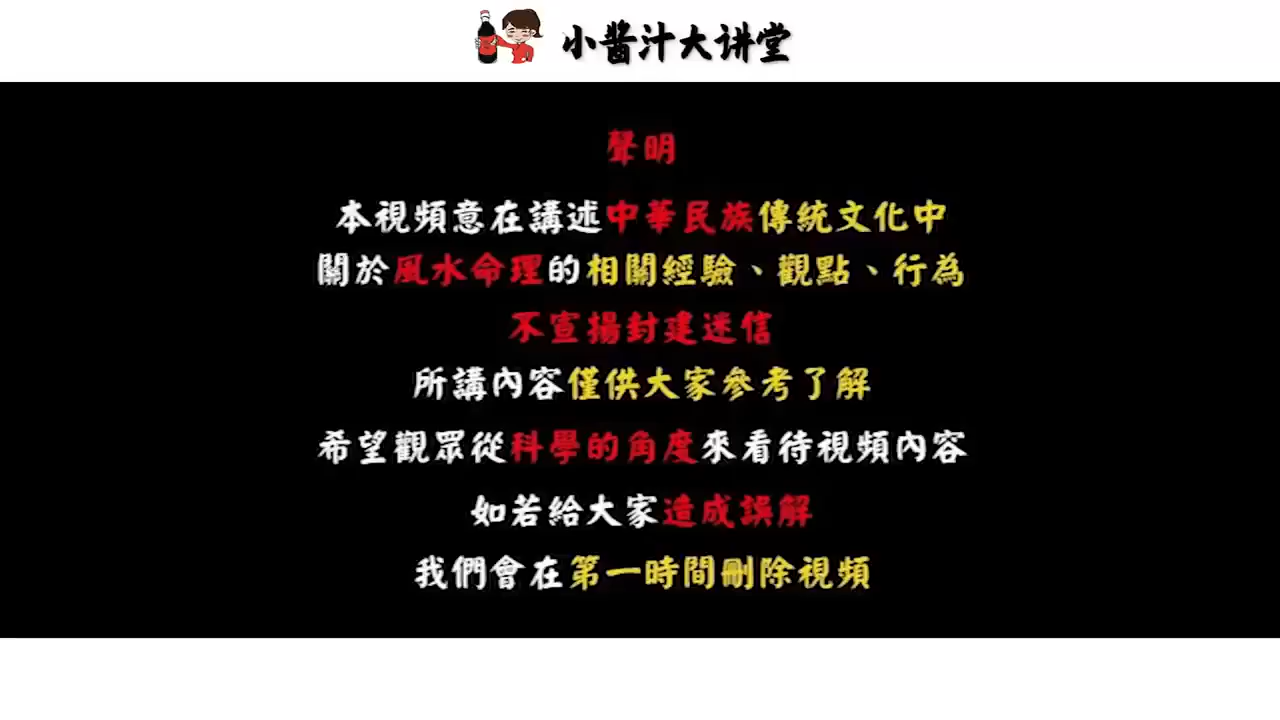 小醬汁大讲堂
聲明
本視頻意在講述中華民族傳統文化中
關於風水命理的相關經驗、觀點、行為
不宣揚封建迷信
所講內容僅供大家參考了解
希望觀眾從科學的角度來看待視頻內容
如若給大家造成誤解
我們會在第一時間刪除視頻